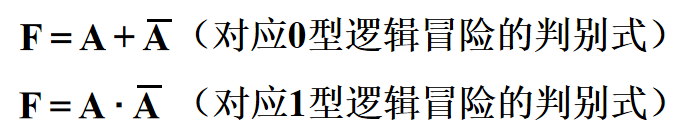 F = A + A̅（对应0型逻辑冒险的判别式）
F = A · A̅（对应1型逻辑冒险的判别式）